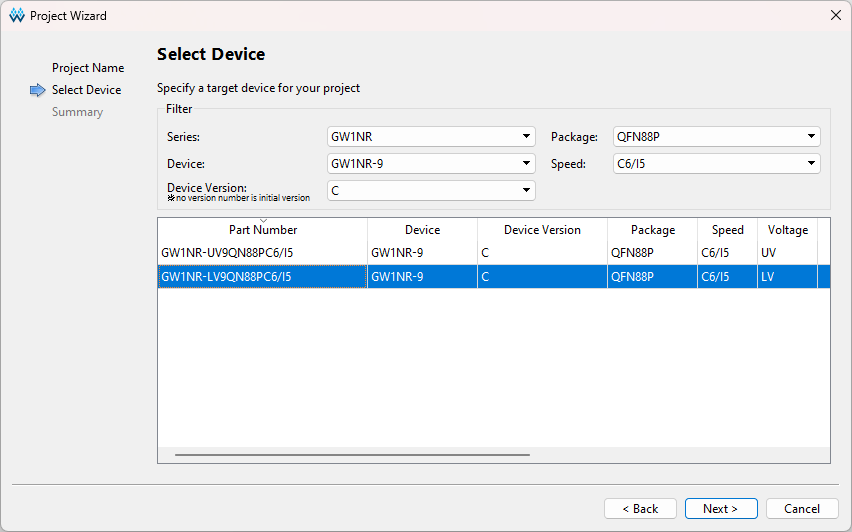 Project Wizard
Project Name
Select Device
Summary
Select Device
Specify a target device for your project
Filter
Series: GW1NR Package: QFN88P
Device: GW1NR-9 Speed: C6/I5
Device Version: C
※no version number is initial version
Part Number Device Device Version Package Speed Voltage
GW1NR-UV9QN88PC6/I5 GW1NR-9 C QFN88P C6/I5 UV
GW1NR-LV9QN88PC6/I5 GW1NR-9 C QFN88P C6/I5 LV
< Back Next > Cancel